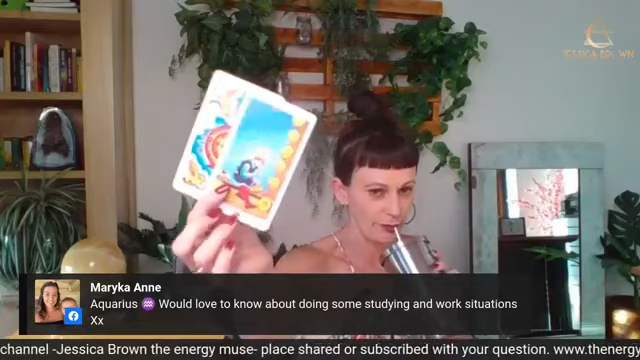 JESSICA BROWN
Maryka Anne
Aquarius ♒ Would love to know about doing some studying and work situations
Xx
channel -Jessica Brown the energy muse- place shared or subscribed with your question. www.thenergy